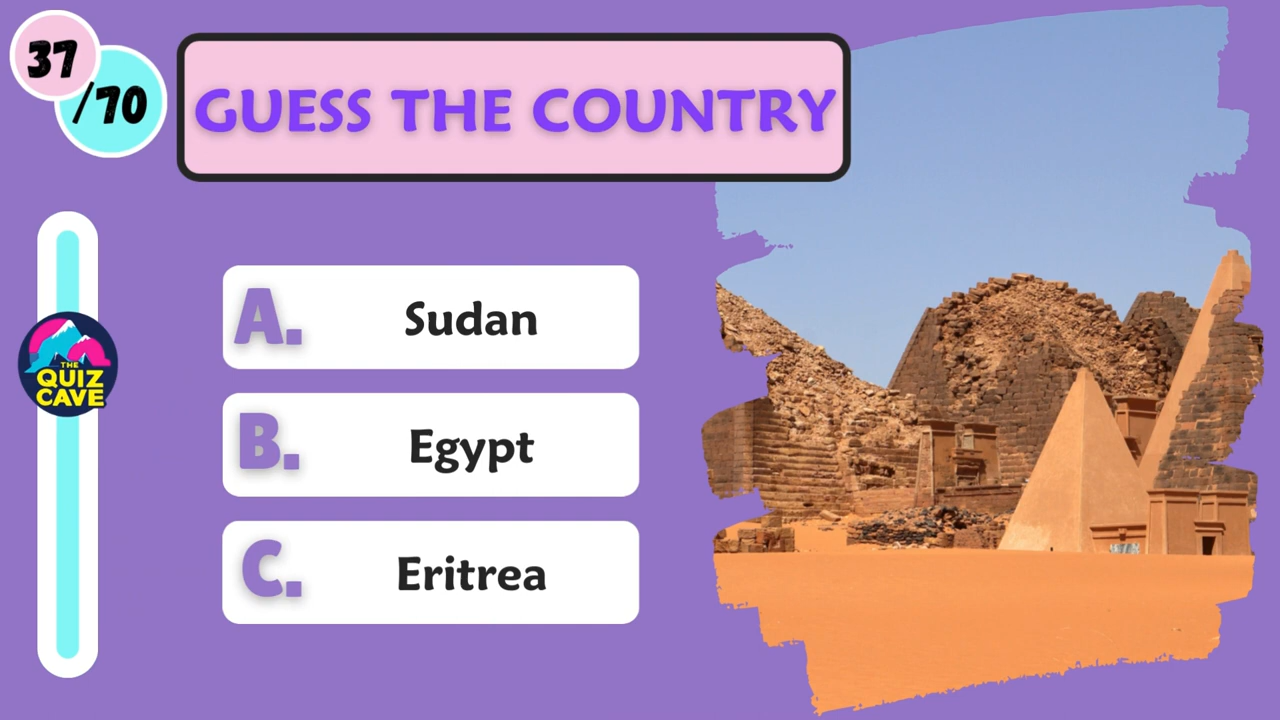 37
/70
GUESS THE COUNTRY
A. Sudan
B. Egypt
C. Eritrea
THE
QUIZ
CAVE